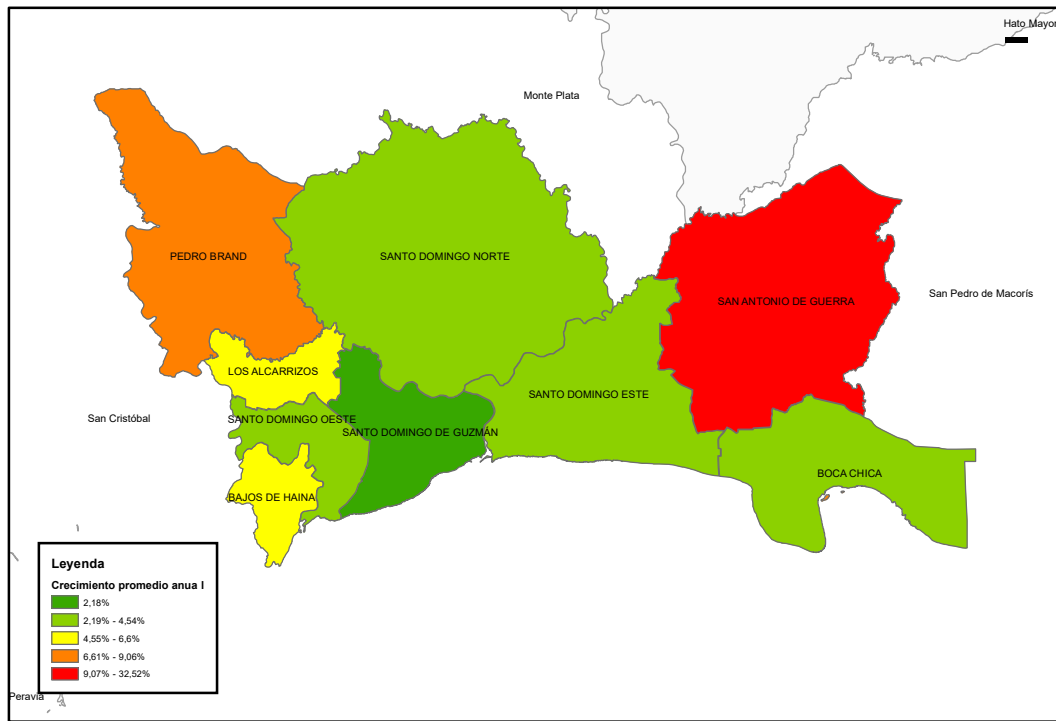 Hato Mayor
Monte Plata
PEDRO BRAND
SANTO DOMINGO NORTE
SAN ANTONIO DE GUERRA
San Pedro de Macorís
LOS ALCARRIZOS
SANTO DOMINGO ESTE
San Cristóbal
SANTO DOMINGO OESTE
SANTO DOMINGO DE GUZMÁN
BOCA CHICA
BAJOS DE HAINA
Leyenda
Crecimiento promedio anua l
2,18%
2,19% - 4,54%
4,55% - 6,6%
6,61% - 9,06%
9,07% - 32,52%
Peravia